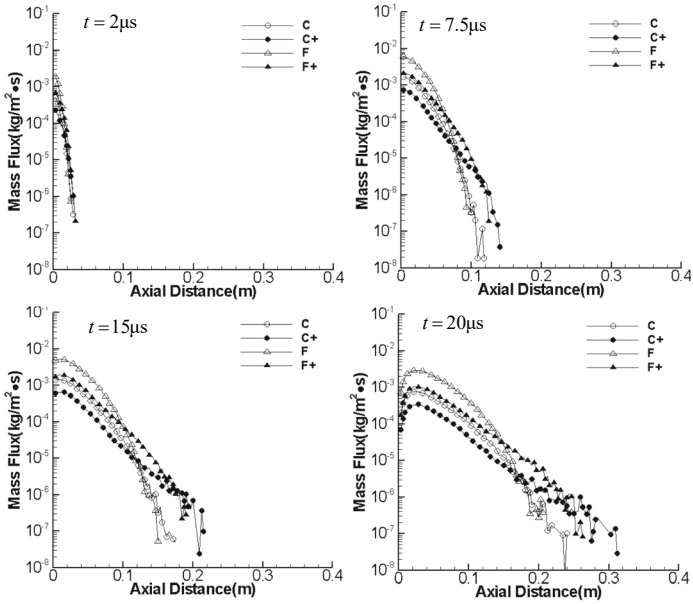 t = 2μs
C
C+
F
F+
Mass Flux(kg/m²•s)
10⁻¹
10⁻²
10⁻³
10⁻⁴
10⁻⁵
10⁻⁶
10⁻⁷
10⁻⁸
0 0.1 0.2 0.3 0.4
Axial Distance(m)
t = 7.5μs
C
C+
F
F+
Mass Flux(kg/m²•s)
10⁻¹
10⁻²
10⁻³
10⁻⁴
10⁻⁵
10⁻⁶
10⁻⁷
10⁻⁸
0 0.1 0.2 0.3 0.4
Axial Distance(m)
t = 15μs
C
C+
F
F+
Mass Flux(kg/m²•s)
10⁻¹
10⁻²
10⁻³
10⁻⁴
10⁻⁵
10⁻⁶
10⁻⁷
10⁻⁸
0 0.1 0.2 0.3 0.4
Axial Distance(m)
t = 20μs
C
C+
F
F+
Mass Flux(kg/m²•s)
10⁻¹
10⁻²
10⁻³
10⁻⁴
10⁻⁵
10⁻⁶
10⁻⁷
10⁻⁸
0 0.1 0.2 0.3 0.4
Axial Distance(m)